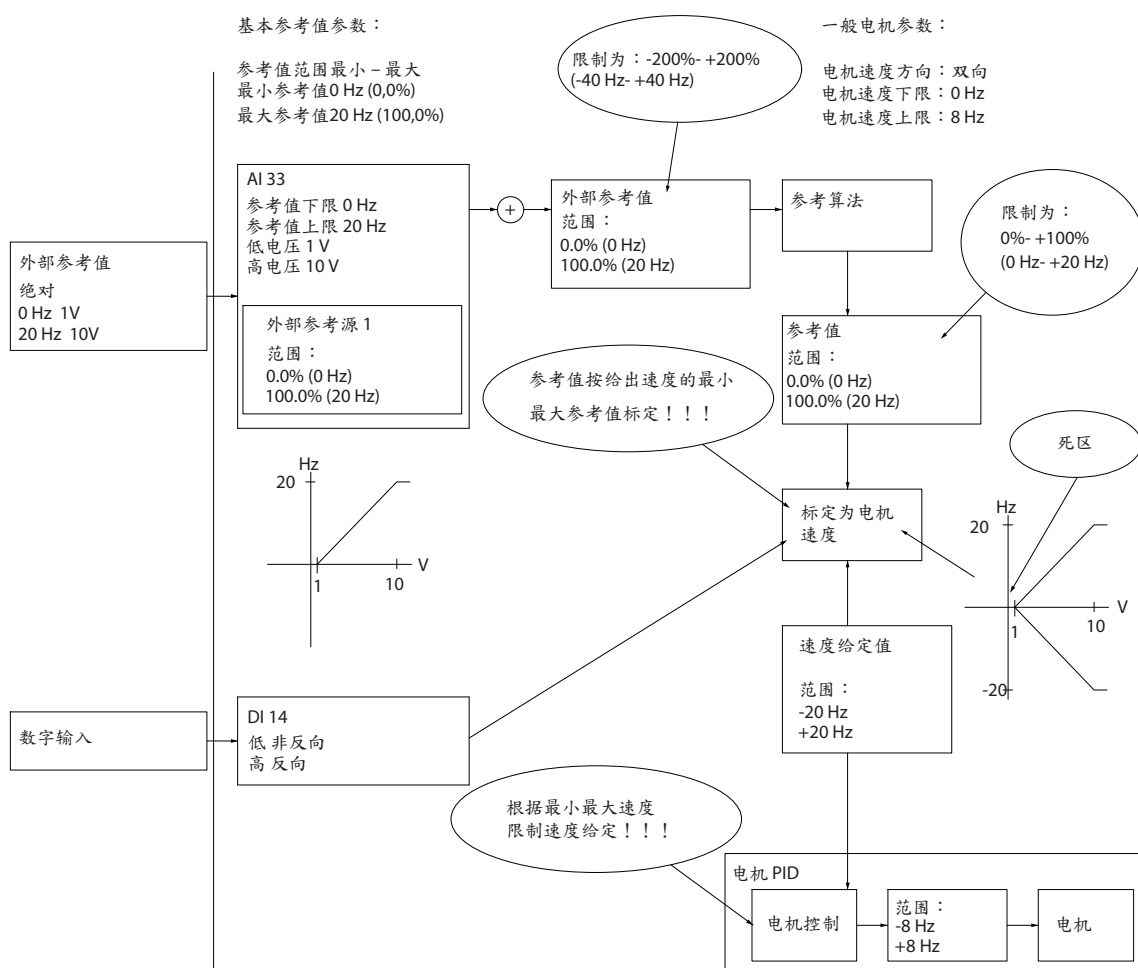 基本参考值参数：
参考值范围最小 – 最大
最小参考值0 Hz (0,0%)
最大参考值20 Hz (100,0%)
限制为：-200%- +200%
(-40 Hz- +40 Hz)
一般电机参数：
电机速度方向：双向
电机速度下限：0 Hz
电机速度上限：8 Hz
外部参考值
绝对
0 Hz 1V
20 Hz 10V
AI 33
参考值下限 0 Hz
参考值上限 20 Hz
低电压 1 V
高电压 10 V
外部参考源 1
范围：
0.0% (0 Hz)
100.0% (20 Hz)
+
外部参考值
范围：
0.0% (0 Hz)
100.0% (20 Hz)
参考算法
限制为：
0%- +100%
(0 Hz- +20 Hz)
参考值
范围：
0.0% (0 Hz)
100.0% (20 Hz)
参考值按给出速度的最小
最大参考值标定！！！
死区
Hz
20
1
10
V
标定为电机
速度
Hz
20
V
1
10
-20
速度给定值
范围：
-20 Hz
+20 Hz
数字输入
DI 14
低 非反向
高 反向
根据最小最大速度
限制速度给定！！！
电机 PID
电机控制
范围：
-8 Hz
+8 Hz
电机